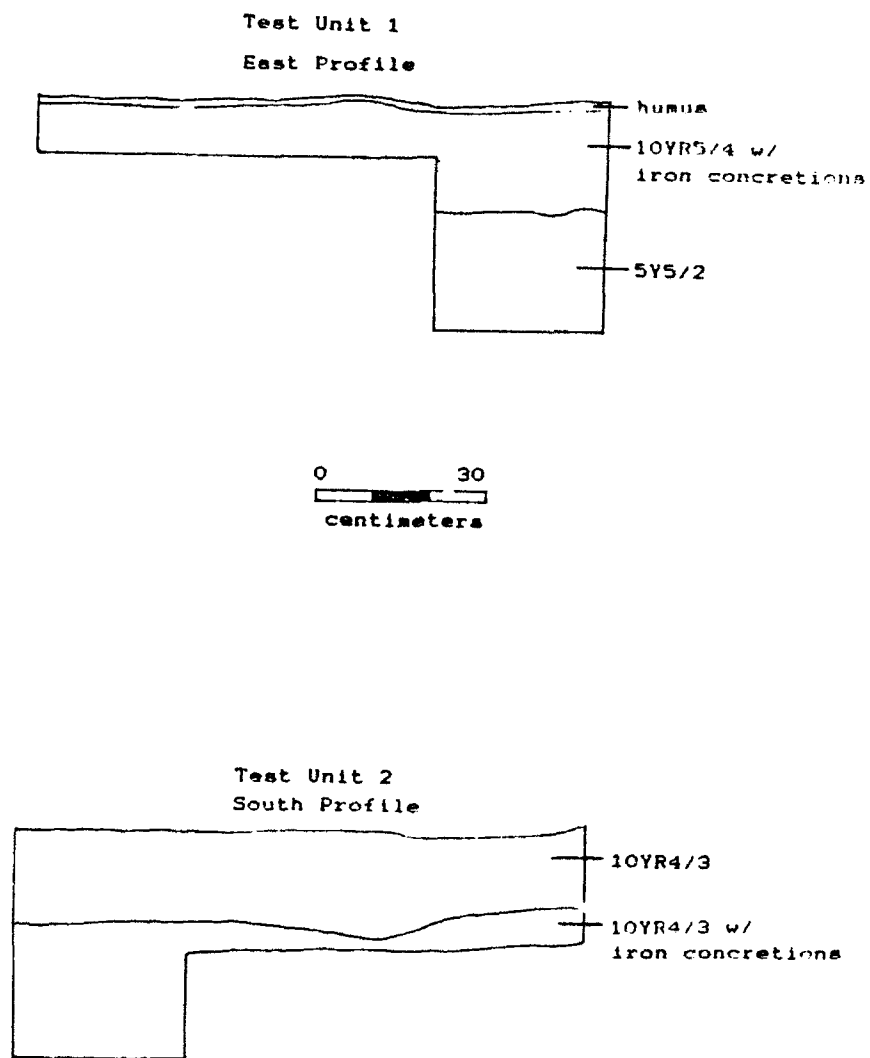 Test Unit 1
East Profile
humus
10YR5/4 w/
iron concretions
5Y5/2
0 30
centimeters
Test Unit 2
South Profile
10YR4/3
10YR4/3 w/
iron concretions